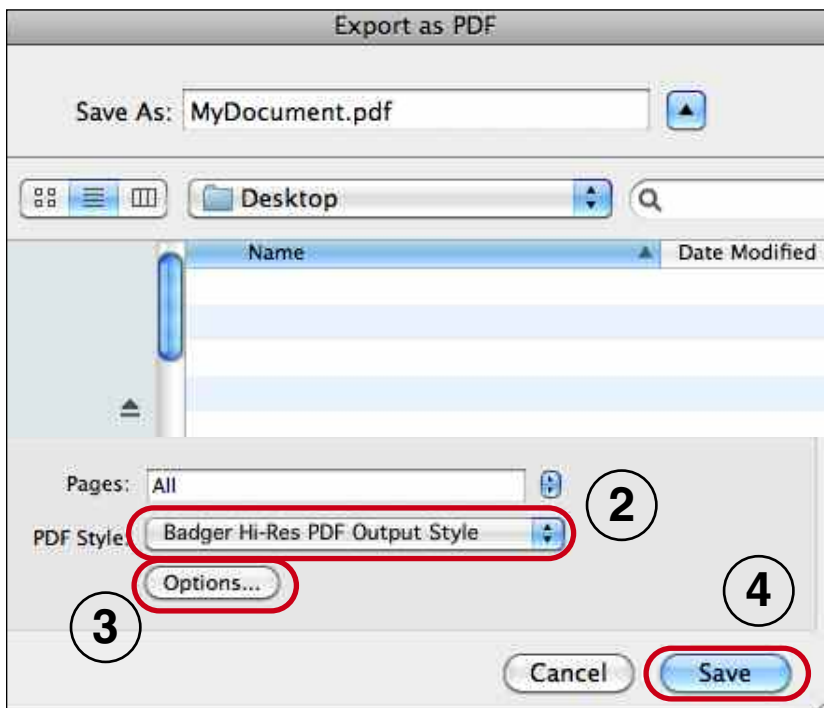 Export as PDF
Save As: MyDocument.pdf
Desktop
Name Date Modified
Pages: All
2
PDF Style: Badger Hi-Res PDF Output Style
Options...
3
4
Cancel Save